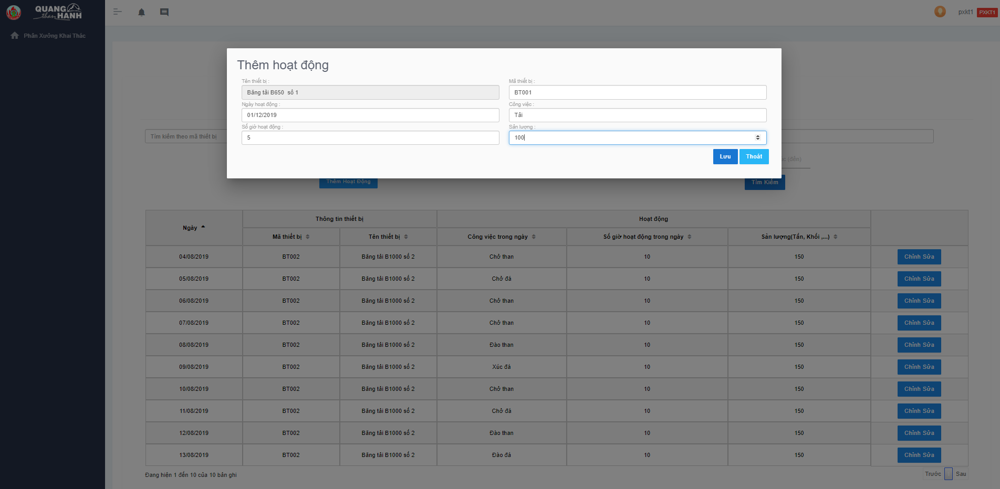 QUANG
than HANH
pxkt1 PXKT1
Phân Xưởng Khai Thác
Thêm hoạt động
Tên thiết bị :
Mã thiết bị :
Băng tải B650 số 1
BT001
Ngày hoạt động :
Công việc :
01/12/2019
Tải
Số giờ hoạt động :
Sản lượng :
5
100
Tìm kiếm theo mã thiết bị
Lưu Thoát
(đến)
Thêm Hoạt Động
Tìm Kiếm
Ngày
Thông tin thiết bị
Hoạt động
Mã thiết bị
Tên thiết bị
Công việc trong ngày
Số giờ hoạt động trong ngày
Sản lượng(Tấn, Khối ,...)
04/08/2019 BT002 Băng tải B1000 số 2 Chở than 10 150 Chỉnh Sửa
05/08/2019 BT002 Băng tải B1000 số 2 Chở đá 10 150 Chỉnh Sửa
06/08/2019 BT002 Băng tải B1000 số 2 Chở than 10 150 Chỉnh Sửa
07/08/2019 BT002 Băng tải B1000 số 2 Chở than 10 150 Chỉnh Sửa
08/08/2019 BT002 Băng tải B1000 số 2 Đào than 10 150 Chỉnh Sửa
09/08/2019 BT002 Băng tải B1000 số 2 Xúc đá 10 150 Chỉnh Sửa
10/08/2019 BT002 Băng tải B1000 số 2 Chở than 10 150 Chỉnh Sửa
11/08/2019 BT002 Băng tải B1000 số 2 Chở đá 10 150 Chỉnh Sửa
12/08/2019 BT002 Băng tải B1000 số 2 Đào than 10 150 Chỉnh Sửa
13/08/2019 BT002 Băng tải B1000 số 2 Đào đá 10 150 Chỉnh Sửa
Đang hiện 1 đến 10 của 10 bản ghi
Trước Sau